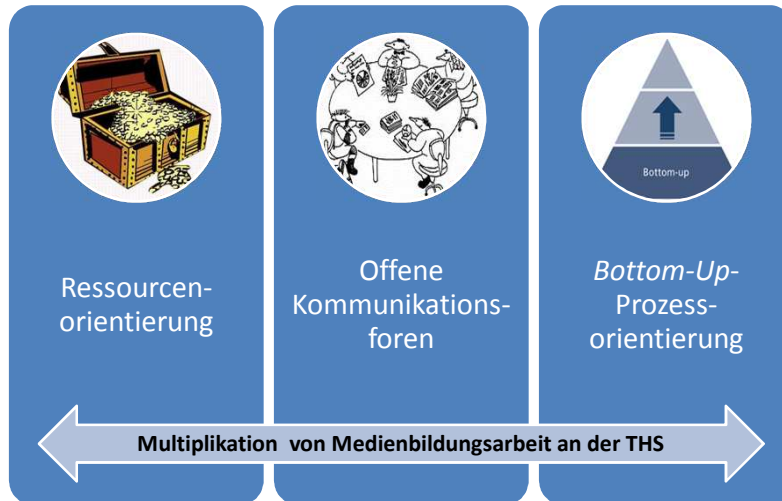 Bottom-up
Ressourcen-
orientierung
Offene
Kommunikations-
foren
Bottom-Up-
Prozess-
orientierung
Multiplikation von Medienbildungsarbeit an der THS